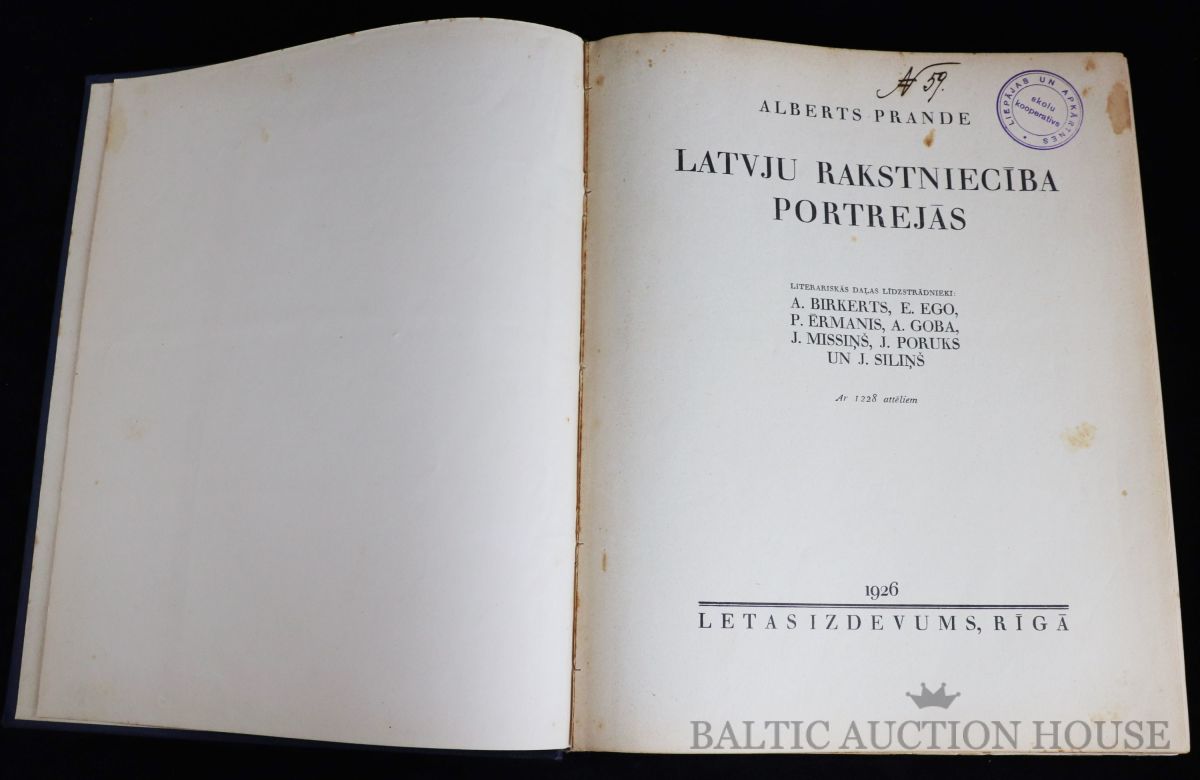 N 59.
LIEPĀJAS UN APKĀRTNES
skolu
kooperatīvs
ALBERTS PRANDE
LATVJU RAKSTNIECĪBA
PORTREJĀS
LITERARISKĀS DAĻAS LĪDZSTRĀDNIEKI:
A. BIRKERTS, E. EGO,
P. ĒRMANIS, A. GOBA,
J. MISSIŅŠ, J. PORUKS
UN J. SILIŅŠ
Ar 1228 attēliem
1926
LETAS IZDEVUMS, RĪGĀ
BALTIC AUCTION HOUSE